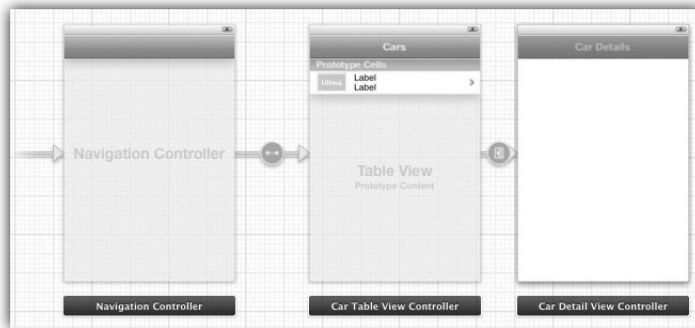 Navigation Controller
Navigation Controller
Cars
Prototype Cells
Ultima
Label
Label
Table View
Prototype Content
Car Table View Controller
Car Details
Car Detail View Controller